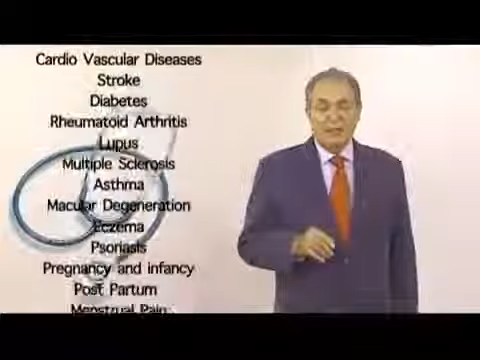 Cardio Vascular Diseases
Stroke
Diabetes
Rheumatoid Arthritis
Lupus
Multiple Sclerosis
Asthma
Macular Degeneration
Eczema
Psoriasis
Pregnancy and infancy
Post Partum
Menstrual Pain